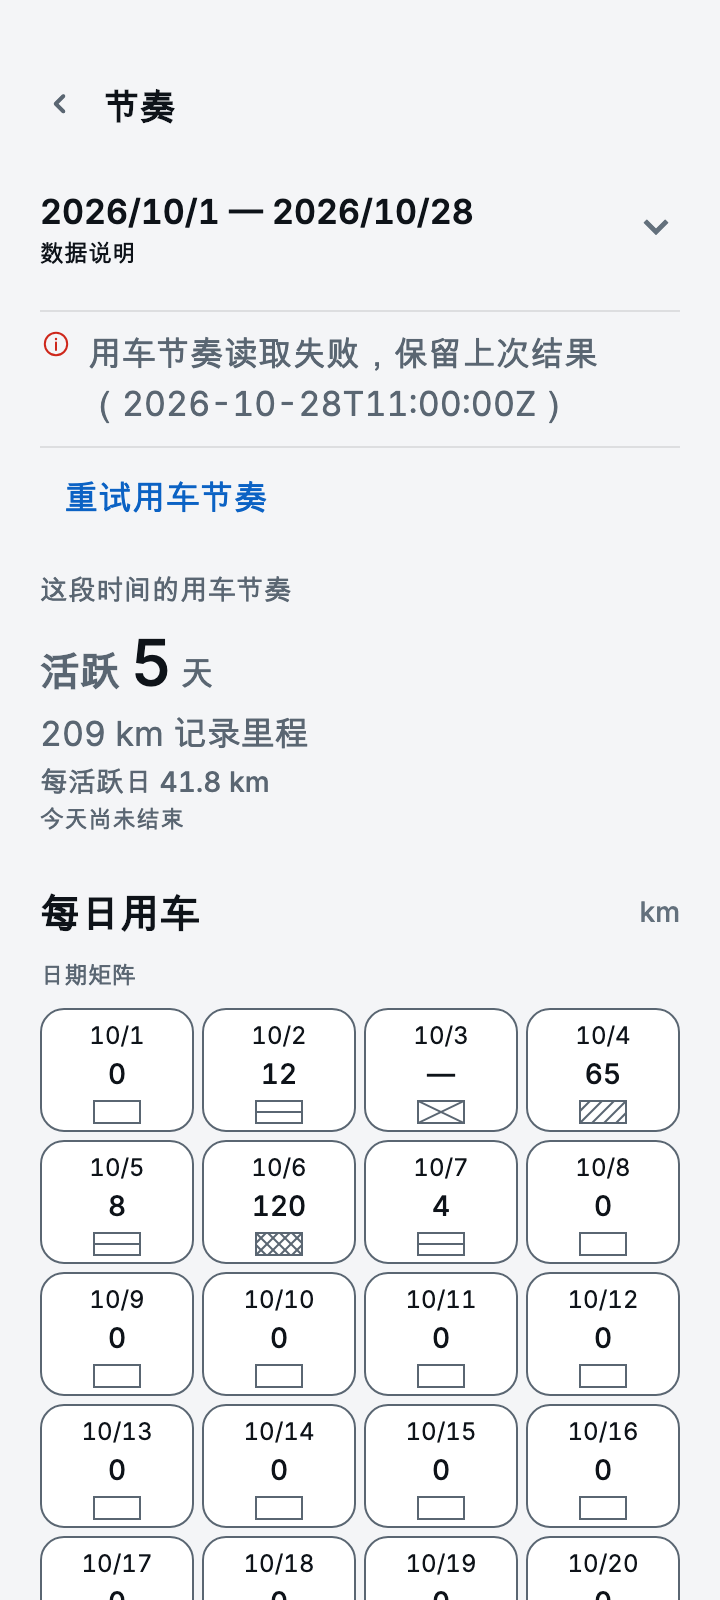 节奏
2026/10/1 — 2026/10/28
数据说明
用车节奏读取失败，保留上次结果
（2026-10-28T11:00:00Z）
重试用车节奏
这段时间的用车节奏
活跃 5 天
209 km 记录里程
每活跃日 41.8 km
今天尚未结束
每日用车 km
日期矩阵
10/1 10/2 10/3 10/4
0 12 — 65
10/5 10/6 10/7 10/8
8 120 4 0
10/9 10/10 10/11 10/12
0 0 0 0
10/13 10/14 10/15 10/16
0 0 0 0
10/17 10/18 10/19 10/20